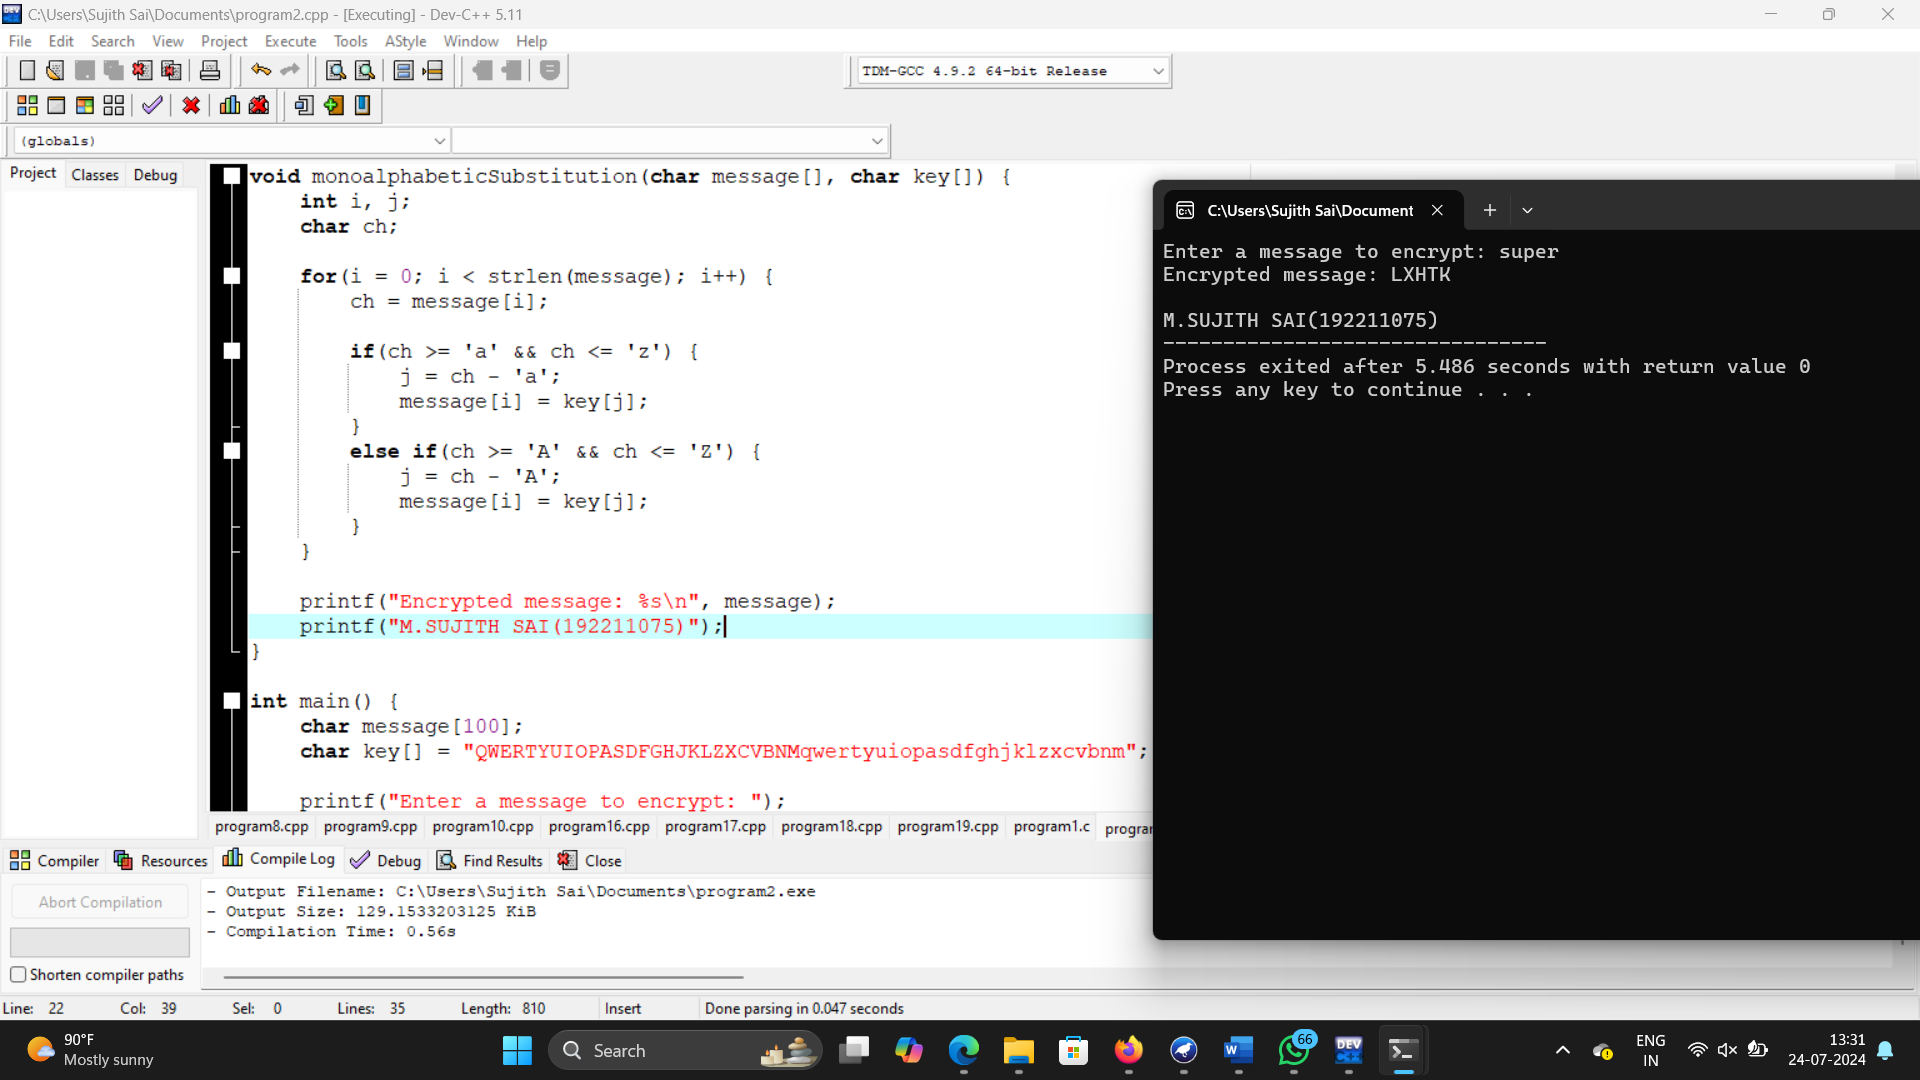 C:\Users\Sujith Sai\Documents\program2.cpp - [Executing] - Dev-C++ 5.11
File Edit Search View Project Execute Tools AStyle Window Help
TDM-GCC 4.9.2 64-bit Release
(globals)
Project Classes Debug
void monoalphabeticSubstitution(char message[], char key[]) {
int i, j;
char ch;
for(i = 0; i < strlen(message); i++) {
ch = message[i];
if(ch >= 'a' && ch <= 'z') {
j = ch - 'a';
message[i] = key[j];
}
else if(ch >= 'A' && ch <= 'Z') {
j = ch - 'A';
message[i] = key[j];
}
}
printf("Encrypted message: %s\n", message);
printf("M.SUJITH SAI(192211075)");
}
int main() {
char message[100];
char key[] = "QWERTYUIOPASDFGHJKLZXCVBNMqwertyuiopasdfghjklzxcvbnm";
printf("Enter a message to encrypt: ");
C:\Users\Sujith Sai\Document
Enter a message to encrypt: super
Encrypted message: LXHTK
M.SUJITH SAI(192211075)
--------------------------------
Process exited after 5.486 seconds with return value 0
Press any key to continue . . .
program8.cpp program9.cpp program10.cpp program16.cpp program17.cpp program18.cpp program19.cpp program1.c progra
Compiler Resources Compile Log Debug Find Results Close
Abort Compilation
Shorten compiler paths
- Output Filename: C:\Users\Sujith Sai\Documents\program2.exe
- Output Size: 129.1533203125 KiB
- Compilation Time: 0.56s
Line: 22 Col: 39 Sel: 0 Lines: 35 Length: 810 Insert Done parsing in 0.047 seconds
90°F
Mostly sunny
Search
66
DEV
C++
ENG
IN
13:31
24-07-2024